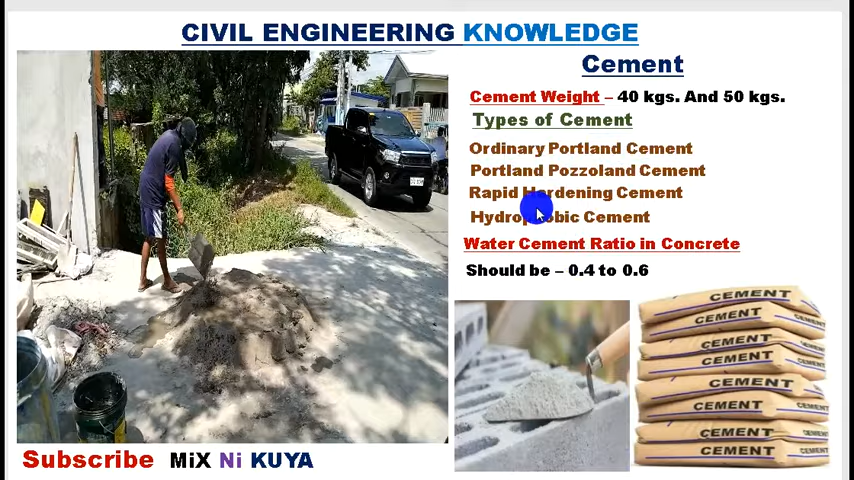 CIVIL ENGINEERING KNOWLEDGE
Cement
Cement Weight – 40 kgs. And 50 kgs.
Types of Cement
Ordinary Portland Cement
Portland Pozzoland Cement
Rapid Hardening Cement
Hydrophobic Cement
Water Cement Ratio in Concrete
Should be – 0.4 to 0.6
CEMENT
CEMENT
CEMENT
CEMENT
CEMENT
CEMENT
CEMENT
CEMENT
Subscribe MiX Ni KUYA